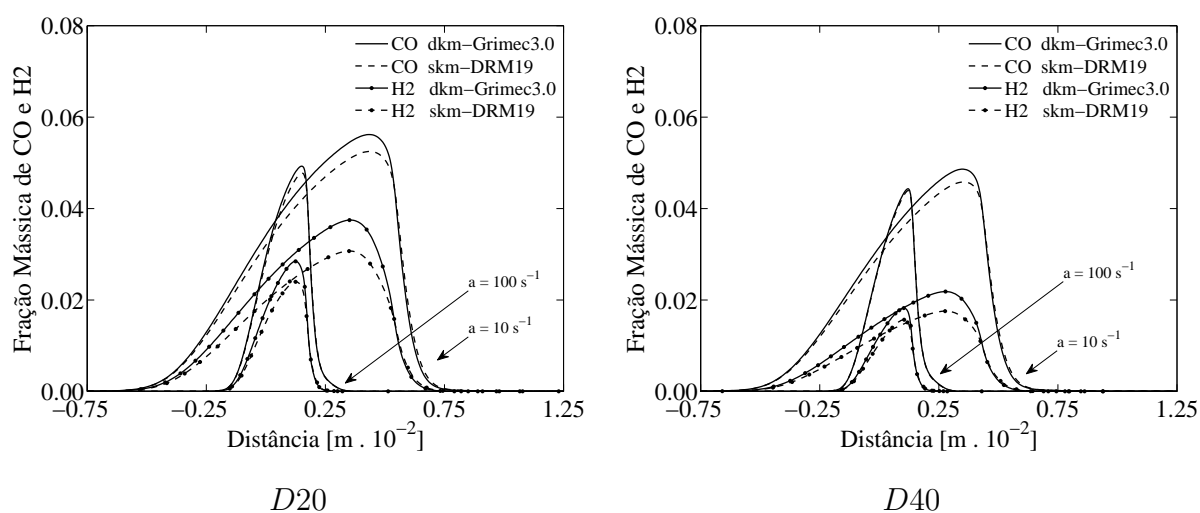 0.08
0.06
0.04
0.02
0.00
Fração Mássica de CO e H2
CO dkm−Grimec3.0
CO skm−DRM19
H2 dkm−Grimec3.0
H2 skm−DRM19
a = 100 s⁻¹
a = 10 s⁻¹
−0.75 −0.25 0.25 0.75 1.25
Distância [m . 10⁻²]
D20
0.08
0.06
0.04
0.02
0.00
Fração Mássica de CO e H2
CO dkm−Grimec3.0
CO skm−DRM19
H2 dkm−Grimec3.0
H2 skm−DRM19
a = 100 s⁻¹
a = 10 s⁻¹
−0.75 −0.25 0.25 0.75 1.25
Distância [m . 10⁻²]
D40